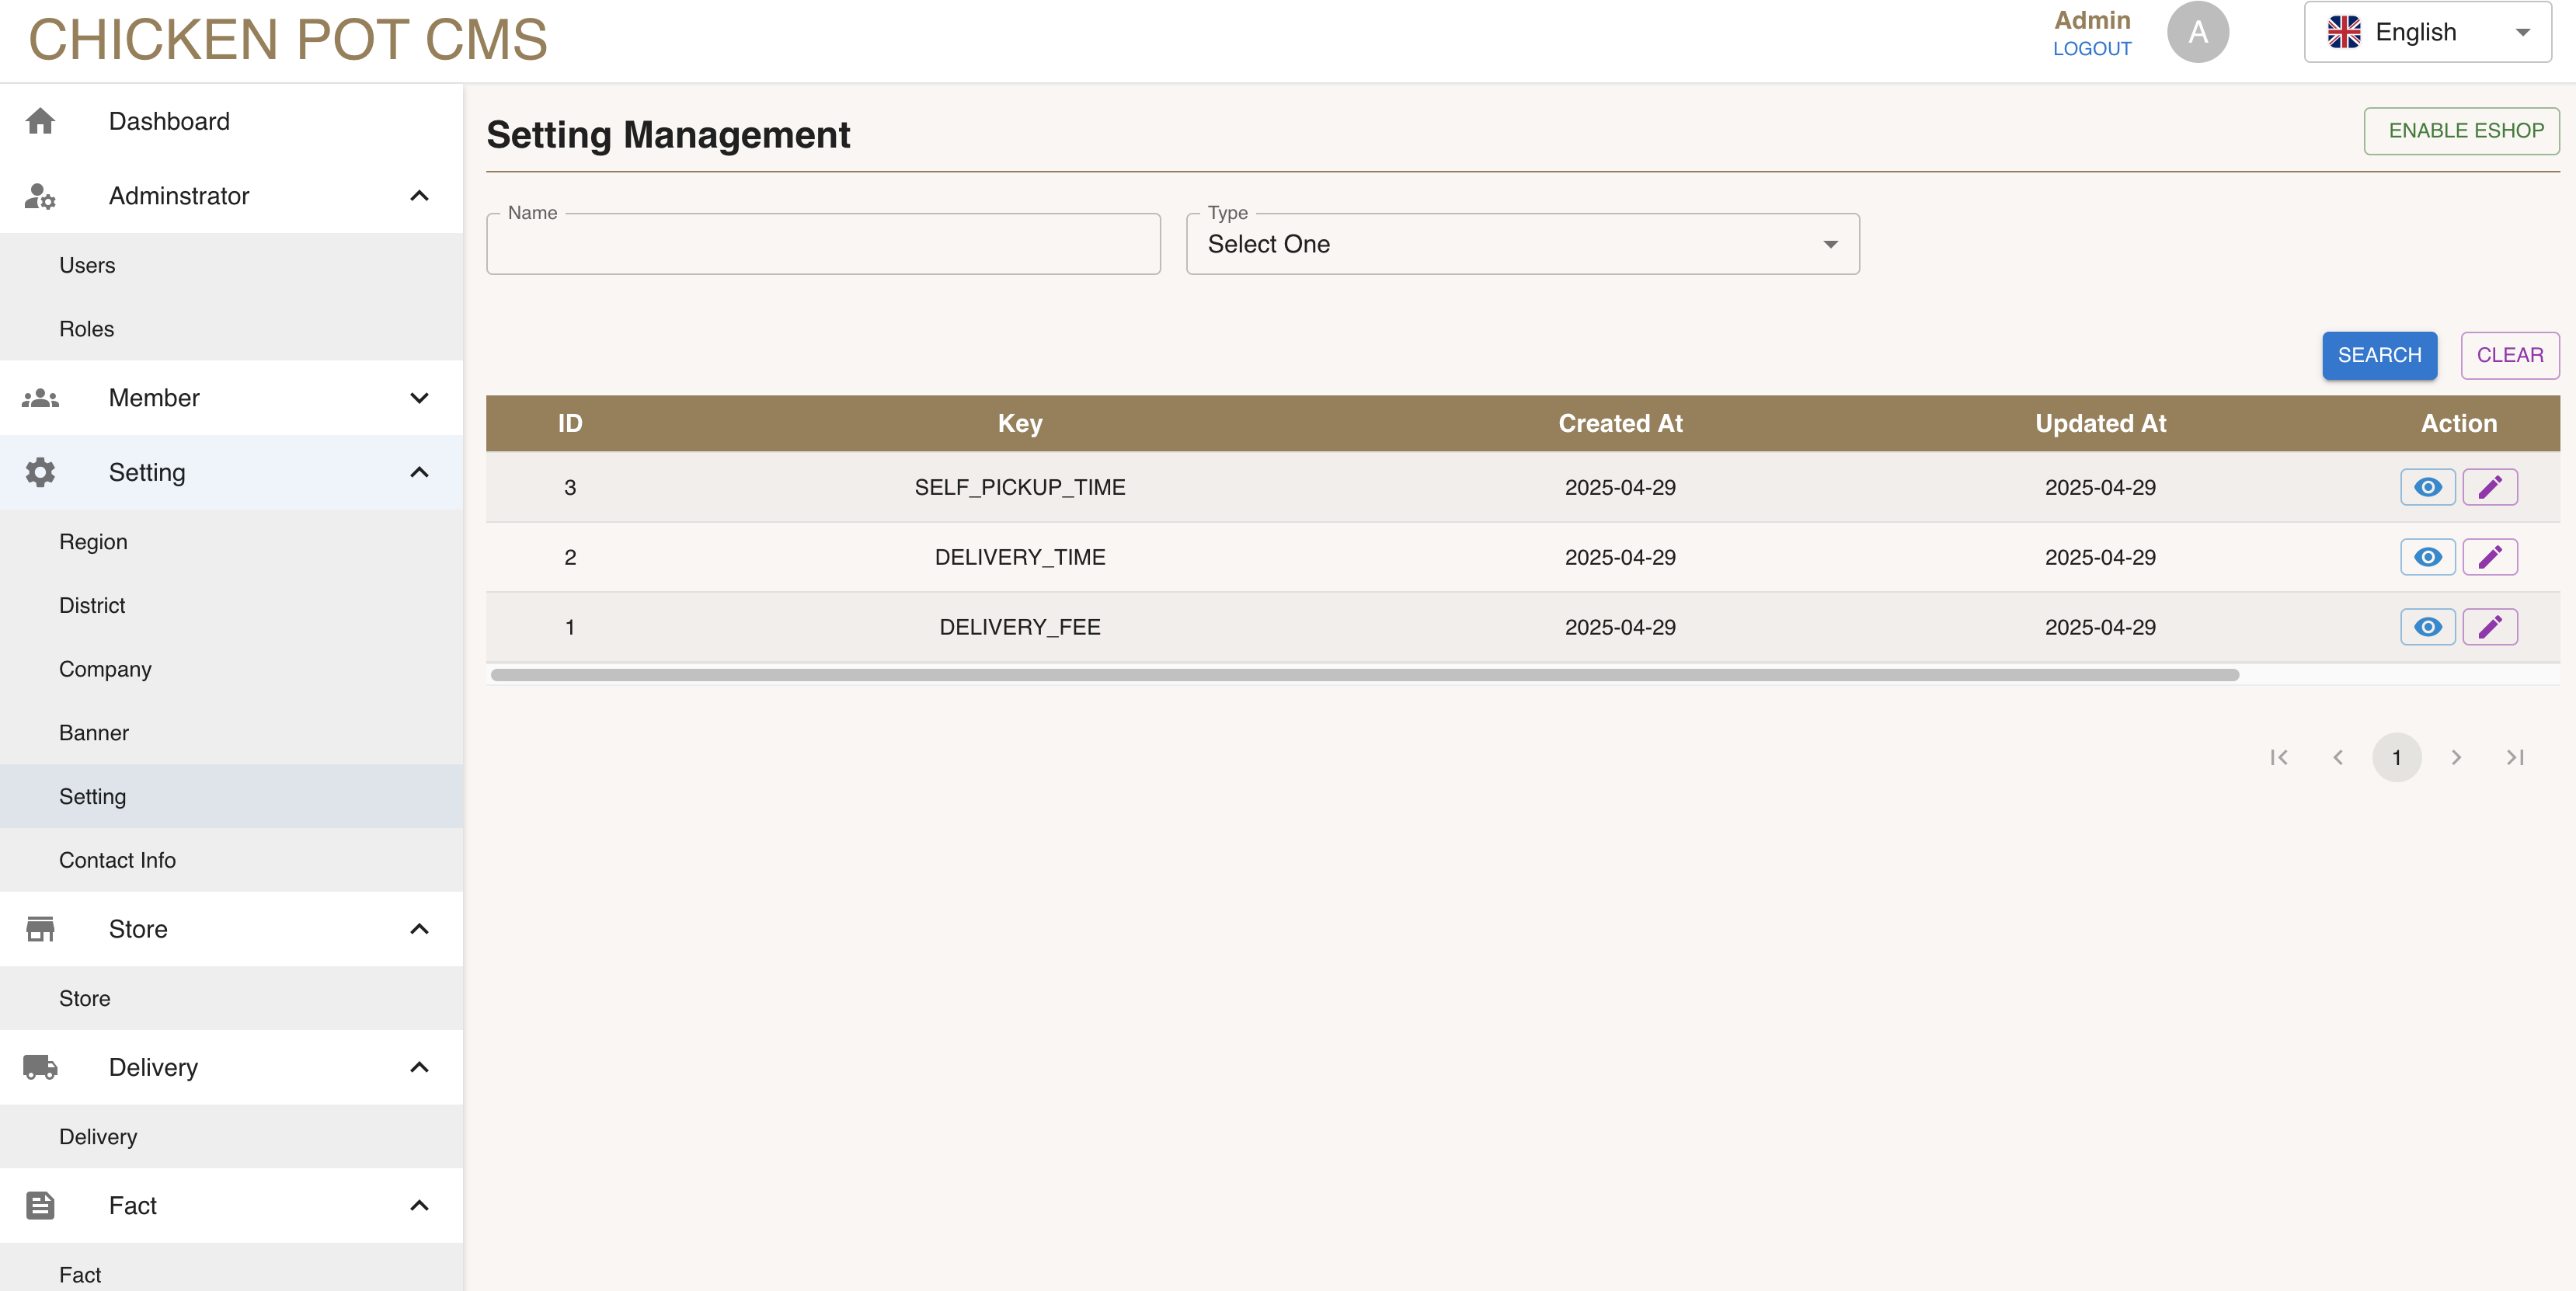 CHICKEN POT CMS
Admin
LOGOUT
A
English
Dashboard
Adminstrator
Users
Roles
Member
Setting
Region
District
Company
Banner
Setting
Contact Info
Store
Store
Delivery
Delivery
Fact
Fact
Setting Management
ENABLE ESHOP
Name
Type
Select One
SEARCH CLEAR
ID Key Created At Updated At Action
3 SELF_PICKUP_TIME 2025-04-29 2025-04-29
2 DELIVERY_TIME 2025-04-29 2025-04-29
1 DELIVERY_FEE 2025-04-29 2025-04-29
1